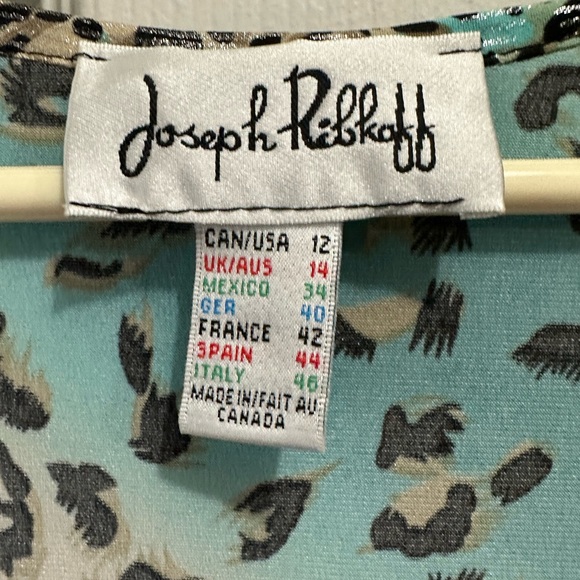 Joseph Ribkoff
CAN/USA 12
UK/AUS 14
MEXICO 34
GER 40
FRANCE 42
SPAIN 44
ITALY 46
MADE IN/FAIT AU
CANADA